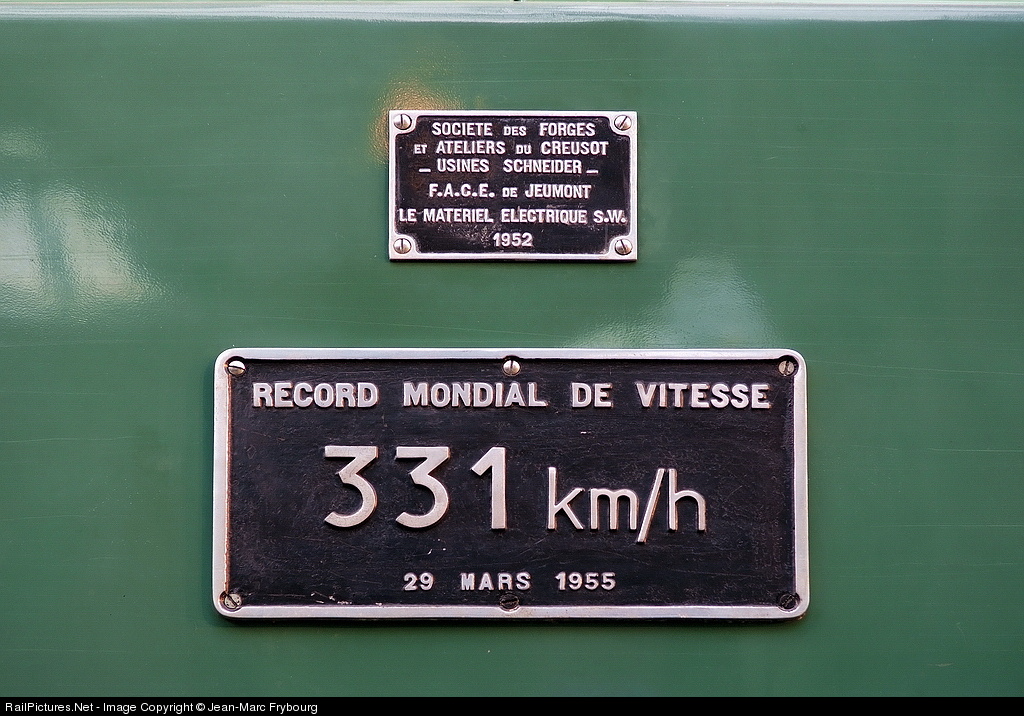 SOCIETE DES FORGES
ET ATELIERS DU CREUSOT
_ USINES SCHNEIDER _
F.A.C.E. DE JEUMONT
LE MATERIEL ELECTRIQUE S.W.
1952
RECORD MONDIAL DE VITESSE
331 km/h
29 MARS 1955
RailPictures.Net - Image Copyright © Jean-Marc Frybourg